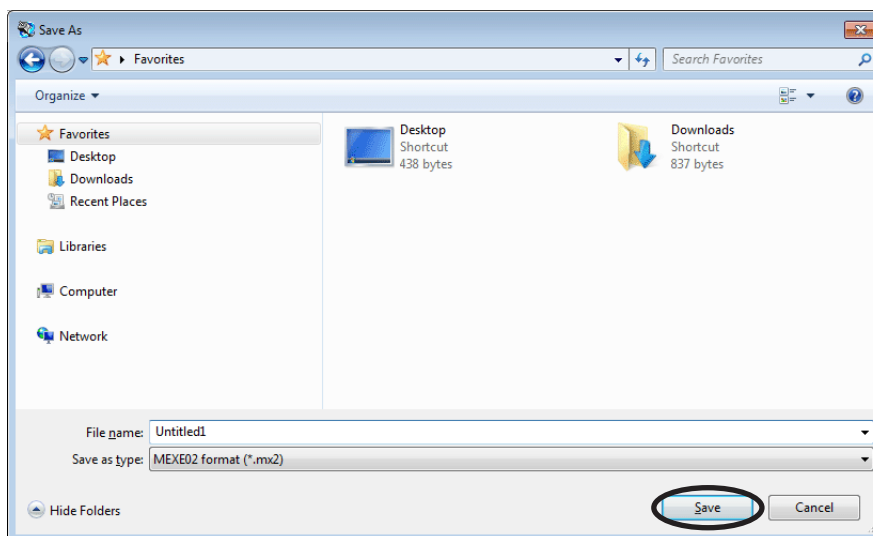 Save As
Favorites
Search Favorites
Organize
Favorites
Desktop
Downloads
Recent Places
Libraries
Computer
Network
Desktop
Shortcut
438 bytes
Downloads
Shortcut
837 bytes
File name: Untitled1
Save as type: MEXE02 format (*.mx2)
Hide Folders
Save
Cancel